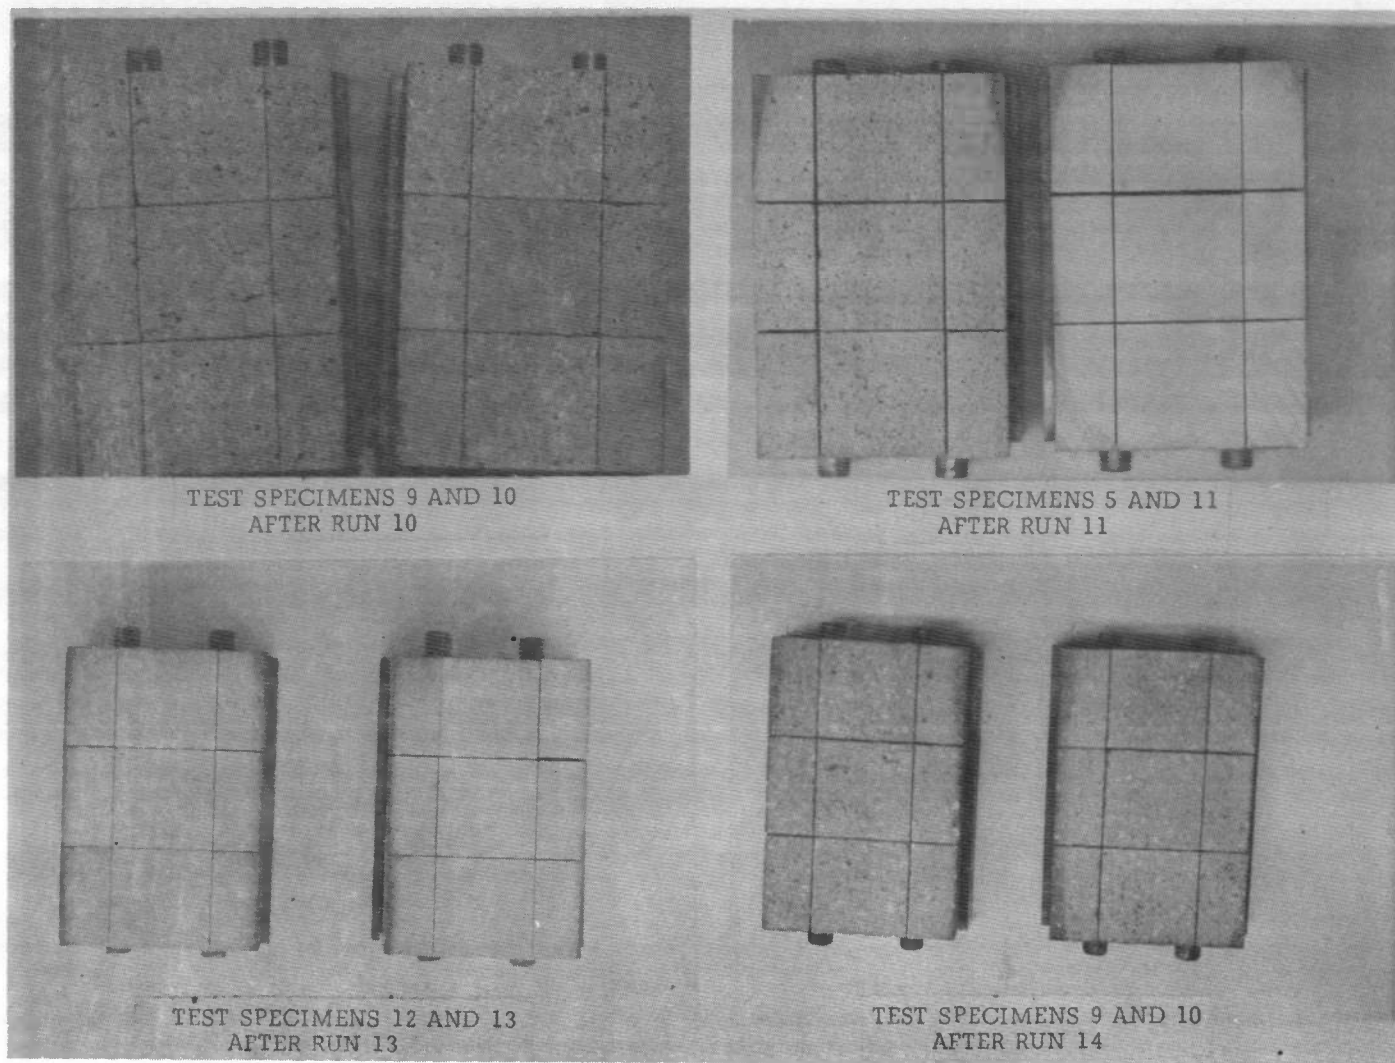 TEST SPECIMENS 9 AND 10
AFTER RUN 10
TEST SPECIMENS 5 AND 11
AFTER RUN 11
TEST SPECIMENS 12 AND 13
AFTER RUN 13
TEST SPECIMENS 9 AND 10
AFTER RUN 14